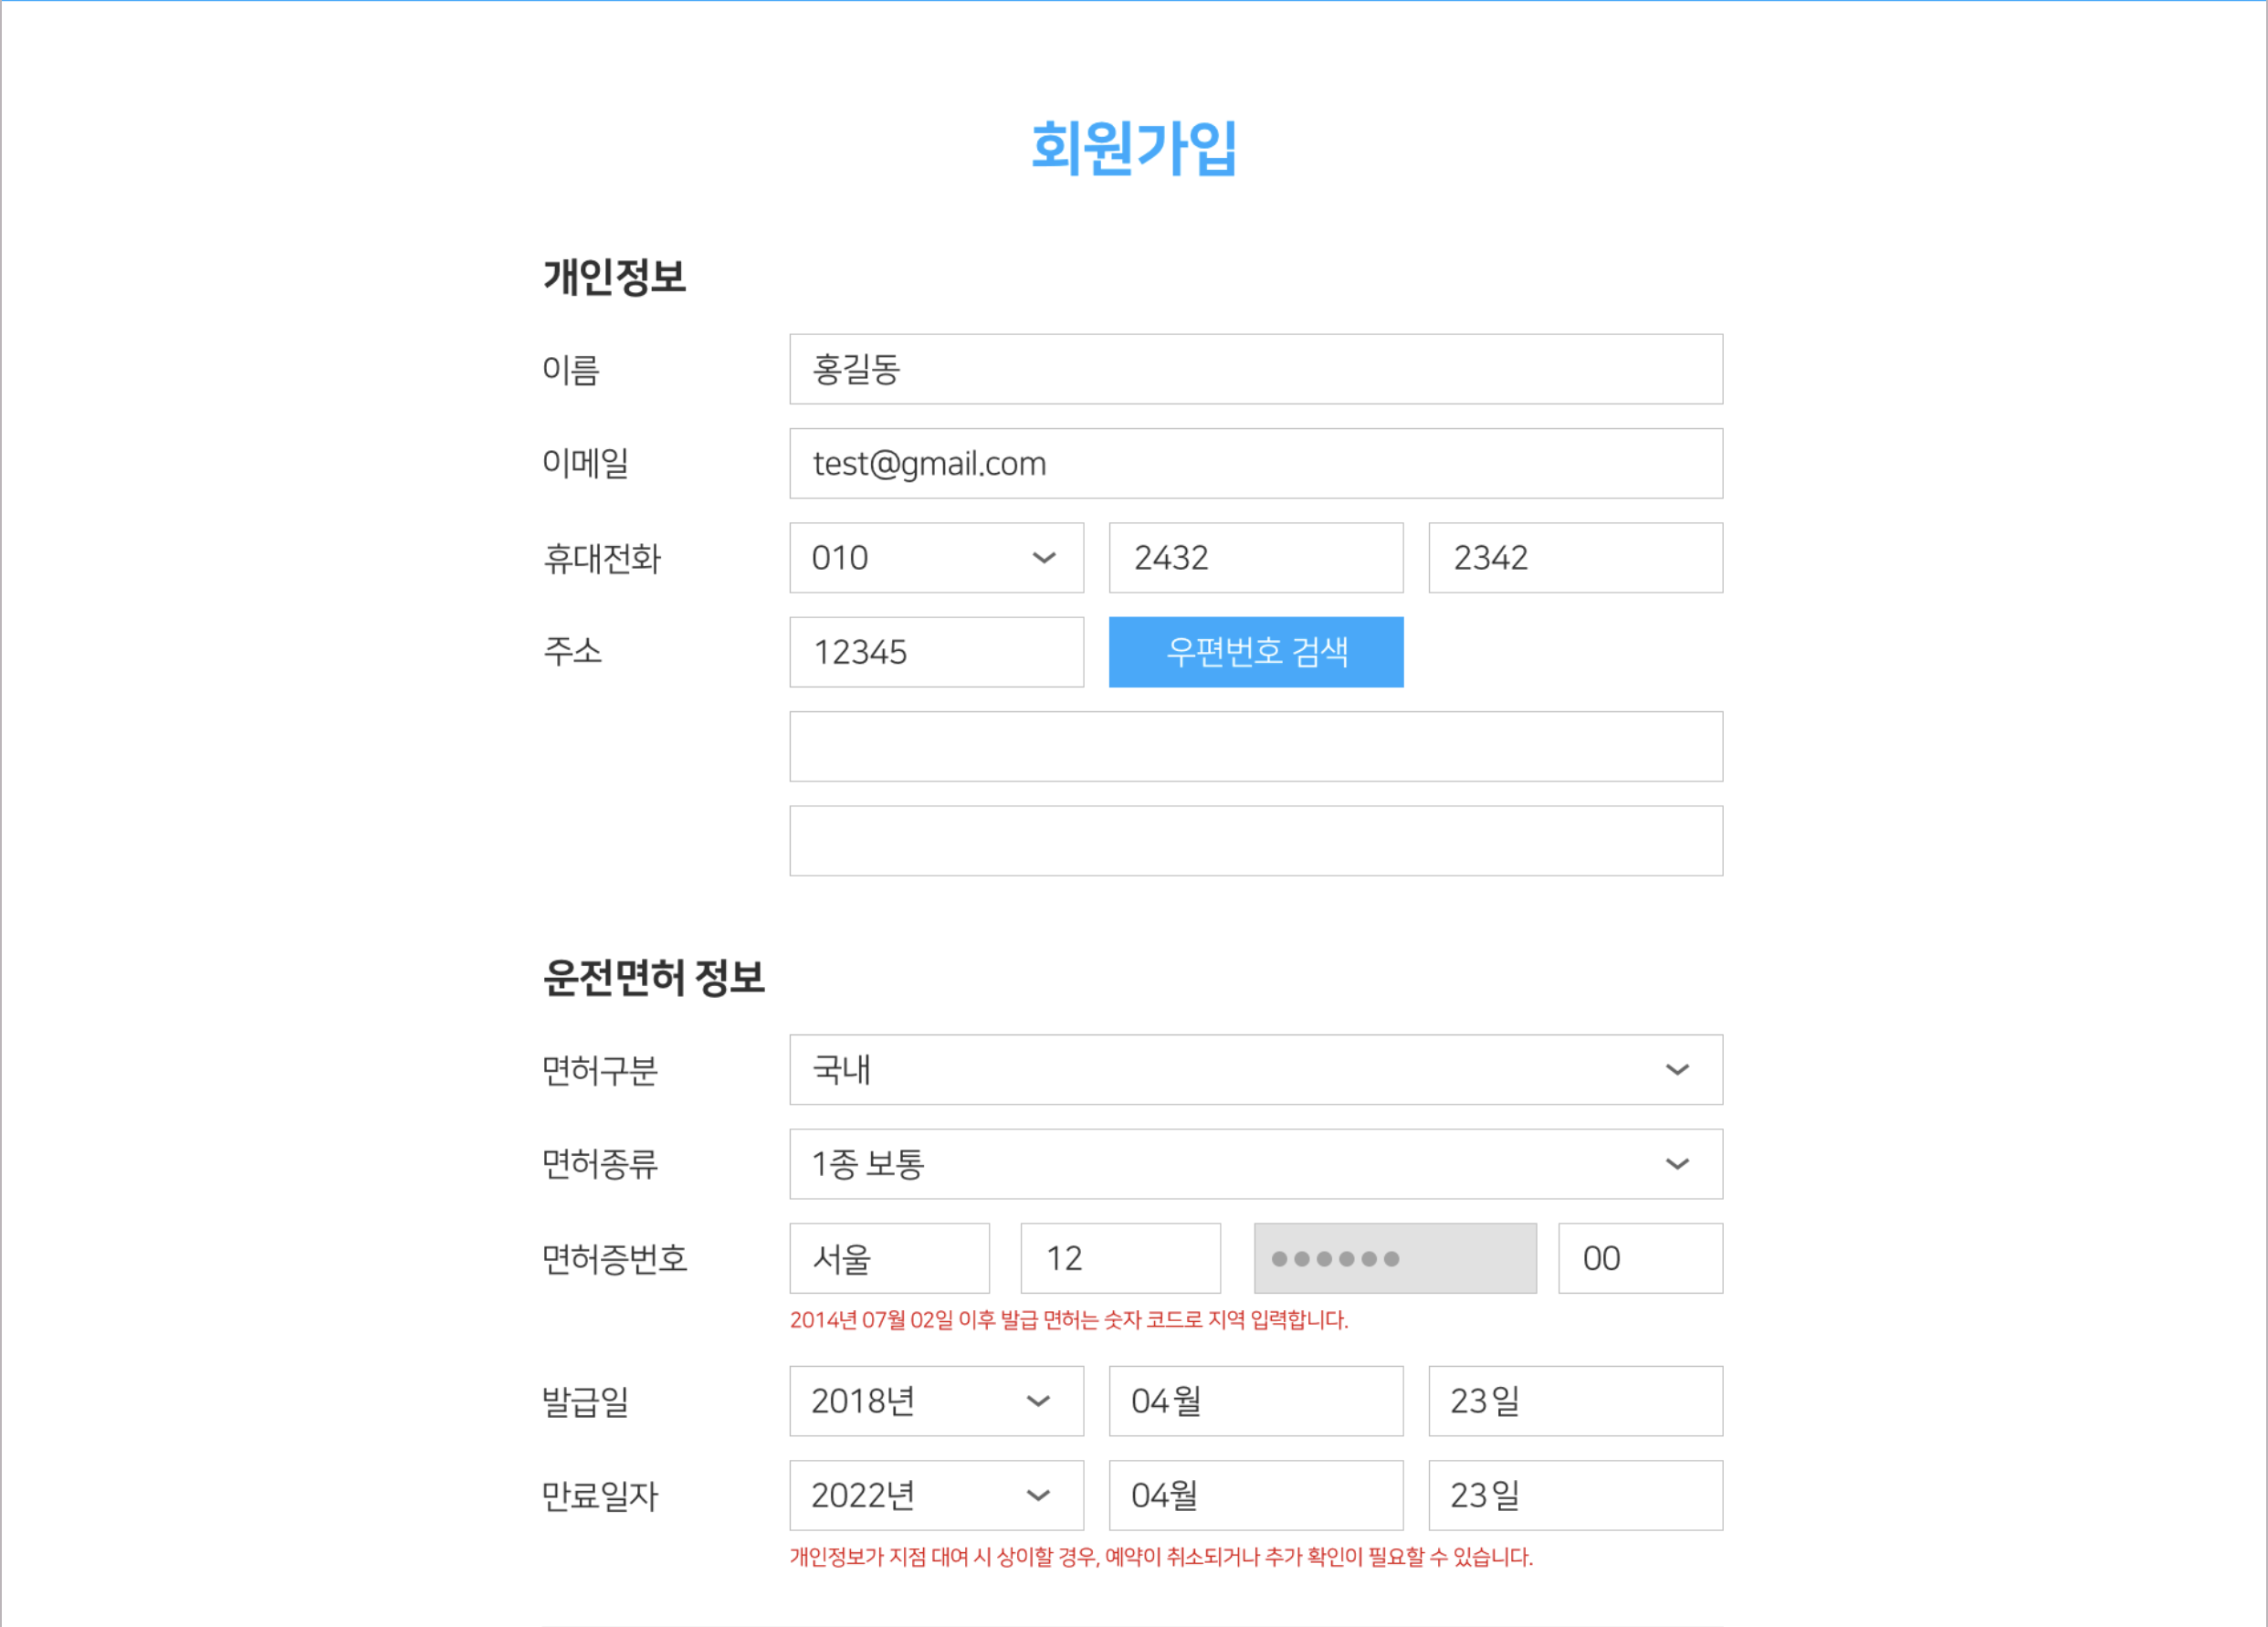 회원가입
개인정보
이름 홍길동
이메일 test@gmail.com
휴대전화 010 2432 2342
주소 12345 우편번호 검색
운전면허 정보
면허구분 국내
면허종류 1종 보통
면허증번호 서울 12 ●●●●●● 00
2014년 07월 02일 이후 발급 면허는 숫자 코드로 지역 입력합니다.
발급일 2018년 04월 23일
만료일자 2022년 04월 23일
개인정보가 지점 대여 시 상이할 경우, 예약이 취소되거나 추가 확인이 필요할 수 있습니다.